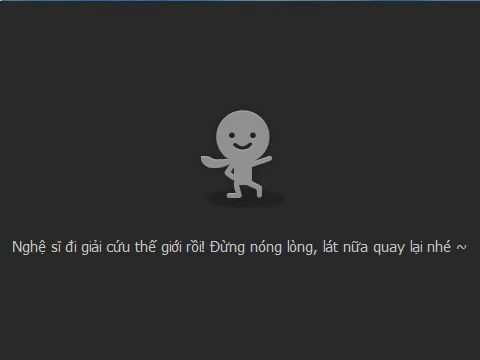 Nghệ sĩ đi giải cứu thế giới rồi! Đừng nóng lòng, lát nữa quay lại nhé ~